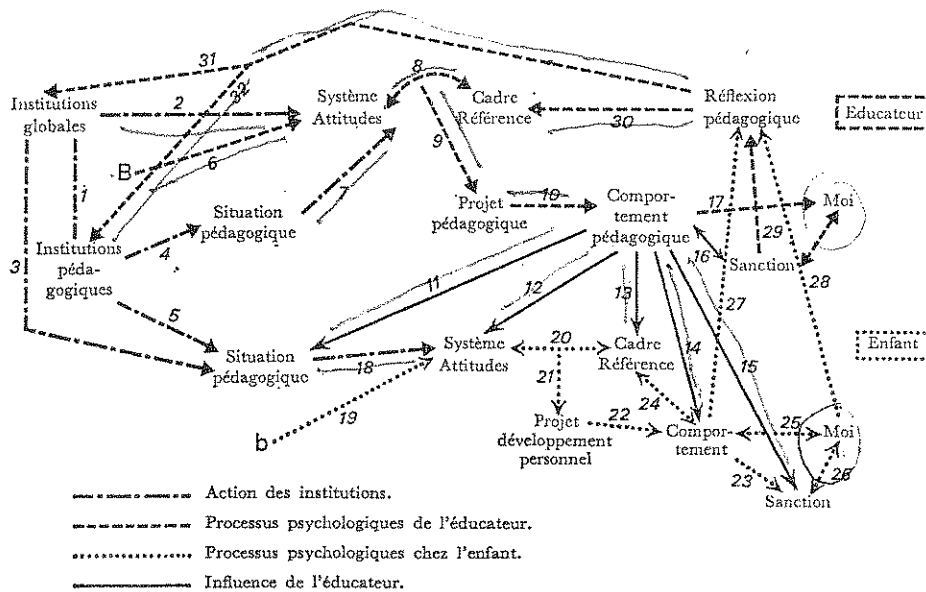 31
8
Institutions
globales
2
32
Système
Attitudes
Cadre
Référence
Réflexion
pédagogique
30
Educateur
B
6
9
1
7
Situation
pédagogique
Projet
pédagogique
10
Compor-
tement
pédagogique
17
Moi
29
Institutions
péda-
gogiques
4
3
16
Sanction
28
11
12
13
27
5
14
15
Enfant
Situation
pédagogique
18
Système
Attitudes
20
Cadre
Référence
21
24
19
b
Projet
développement
personnel
22
Compor-
tement
25
Moi
23
26
Sanction
Action des institutions.
Processus psychologiques de l'éducateur.
Processus psychologiques chez l'enfant.
Influence de l'éducateur.